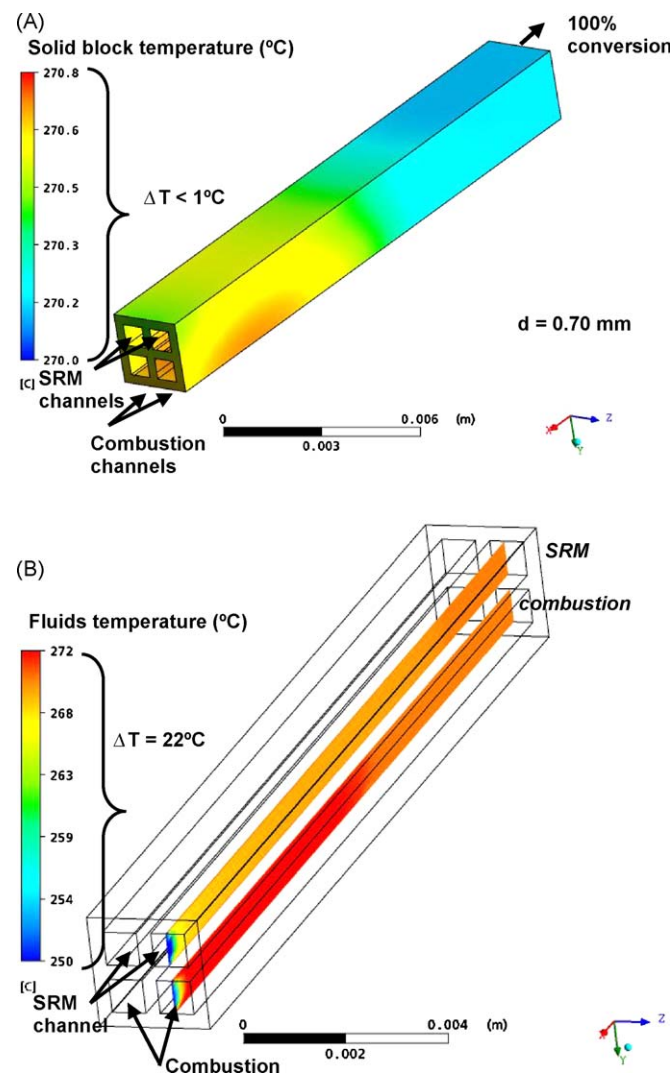 (A)
Solid block temperature (ºC)
100%
conversion
270.8
270.6
270.5
270.3
270.2
270.0
[C]
Δ T < 1ºC
d = 0.70 mm
SRM
channels
Combustion
channels
0 0.006 (m)
0.003
X Y Z
(B)
Fluids temperature (ºC)
SRM
combustion
272
268
263
259
254
250
[C]
Δ T = 22ºC
SRM
channel
Combustion
0 0.004 (m)
0.002
X Y Z